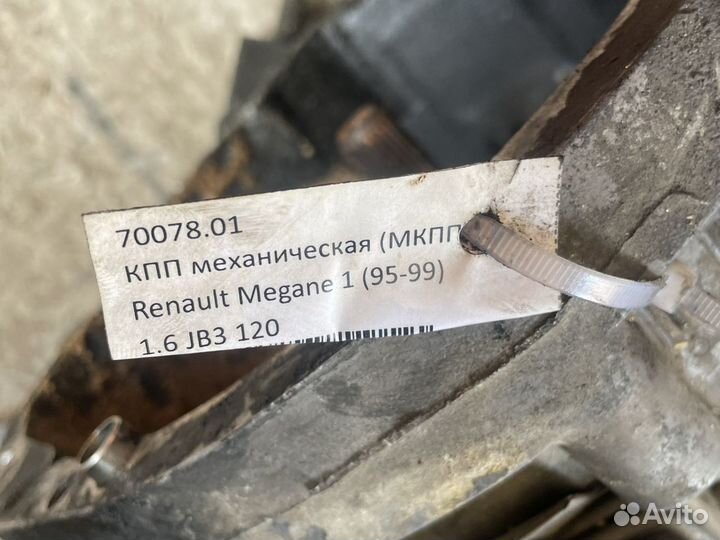 70078.01
КПП механическая (МКПП
Renault Megane 1 (95-99)
1.6 JB3 120
Avito